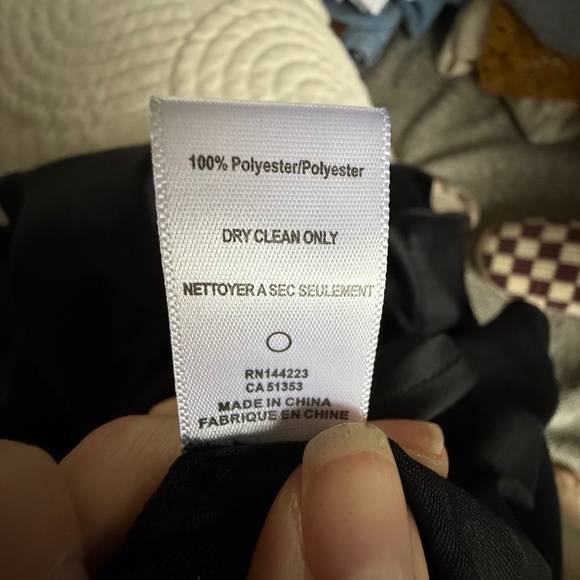 100% Polyester/Polyester
DRY CLEAN ONLY
NETTOYER A SEC SEULEMENT
RN144223
CA 51353
MADE IN CHINA
FABRIQUE EN CHINE